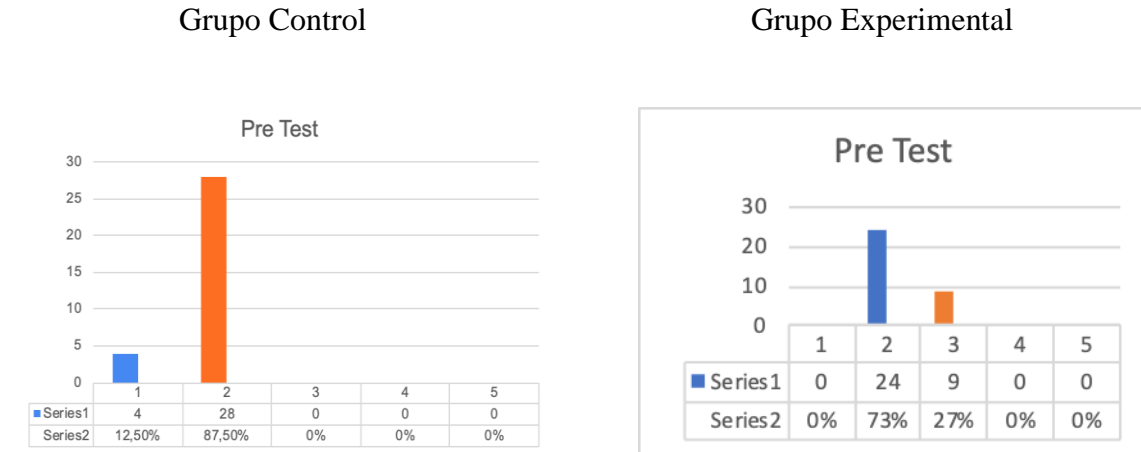 Grupo Control
Grupo Experimental
Pre Test
30
25
20
15
10
5
0
1 2 3 4 5
Series1 4 28 0 0 0
Series2 12,50% 87,50% 0% 0% 0%
Pre Test
30
20
10
0
1 2 3 4 5
Series1 0 24 9 0 0
Series2 0% 73% 27% 0% 0%